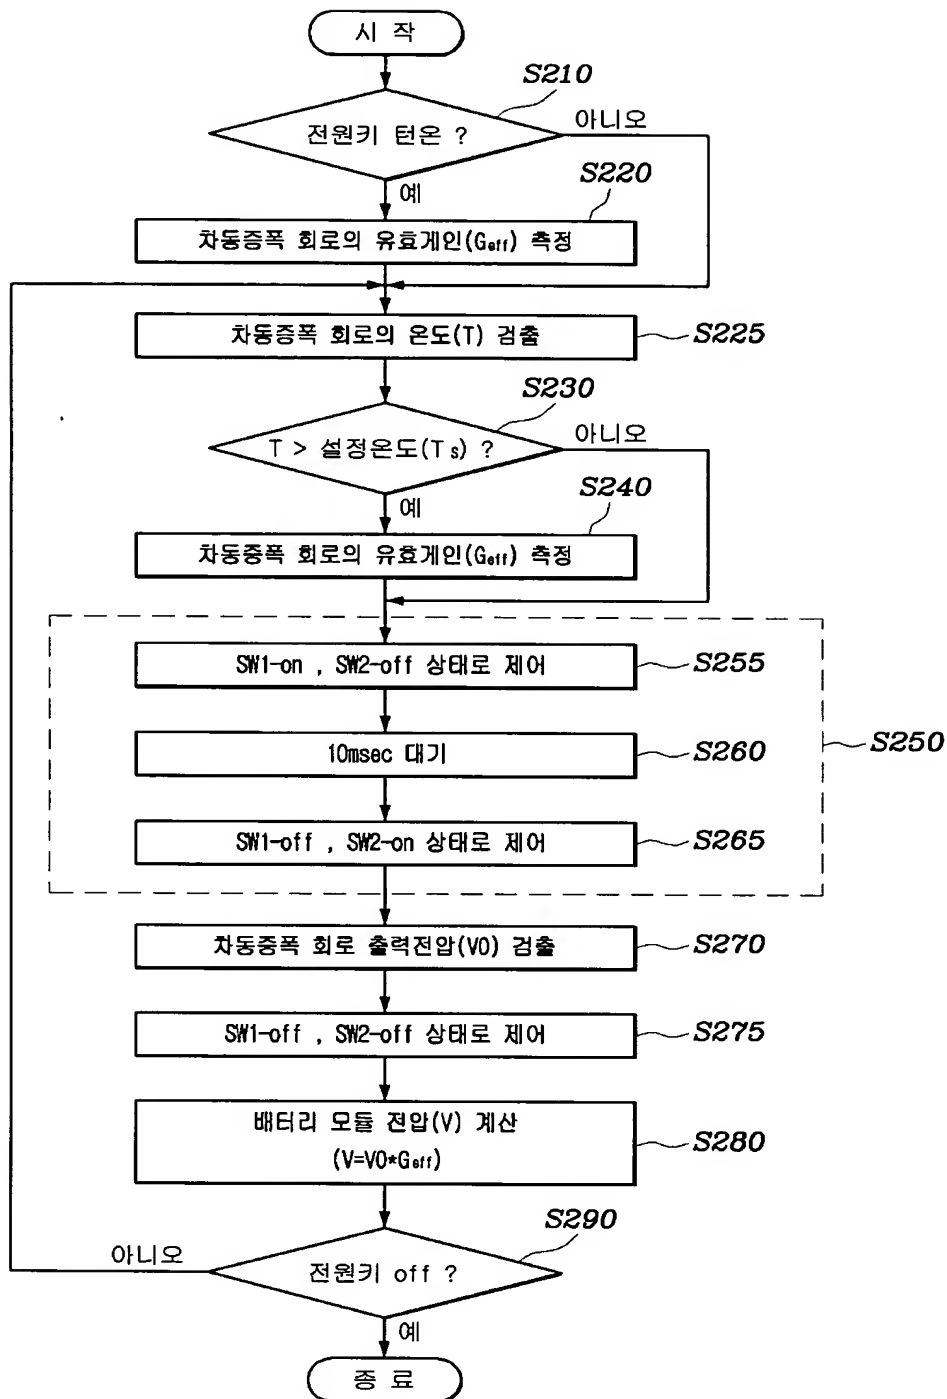 시 작
S210
전원키 턴온 ?
아니오
예
S220
차동증폭 회로의 유효게인(Geff) 측정
차동증폭 회로의 온도(T) 검출
S225
S230
T > 설정온도(Ts) ?
아니오
예
S240
차동증폭 회로의 유효게인(Geff) 측정
SW1-on , SW2-off 상태로 제어
S255
10msec 대기
S260
S250
SW1-off , SW2-on 상태로 제어
S265
차동증폭 회로 출력전압(VO) 검출
S270
SW1-off , SW2-off 상태로 제어
S275
배터리 모듈 전압(V) 계산
(V=VO*Geff)
S280
S290
전원키 off ?
아니오
예
종 료